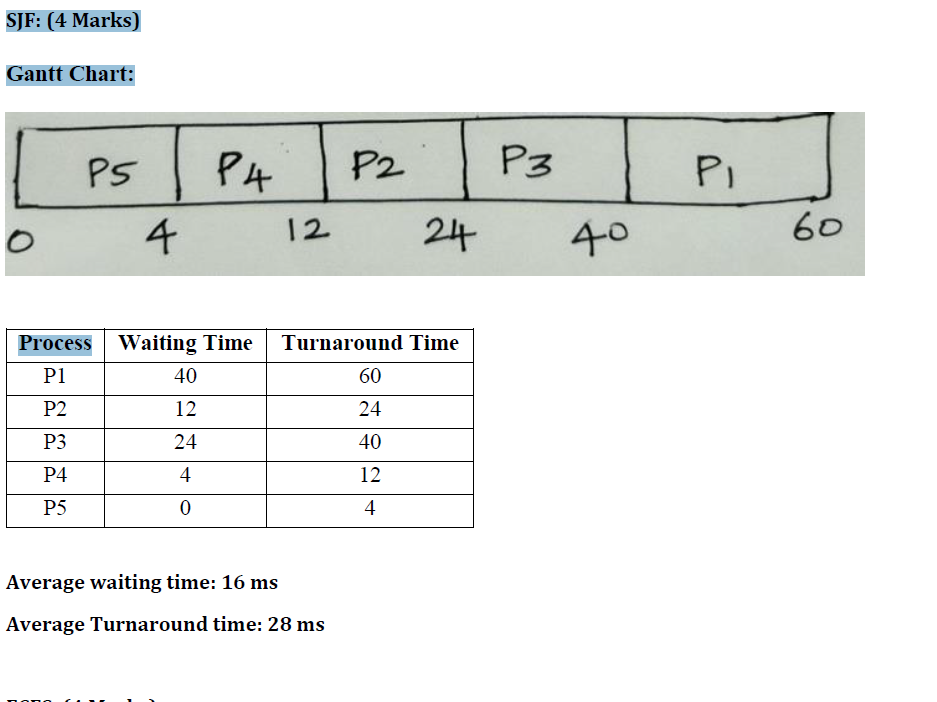 SJF: (4 Marks)
Gantt Chart:
P5 P4 P2 P3 P1
0 4 12 24 40 60
Process Waiting Time Turnaround Time
P1 40 60
P2 12 24
P3 24 40
P4 4 12
P5 0 4
Average waiting time: 16 ms
Average Turnaround time: 28 ms